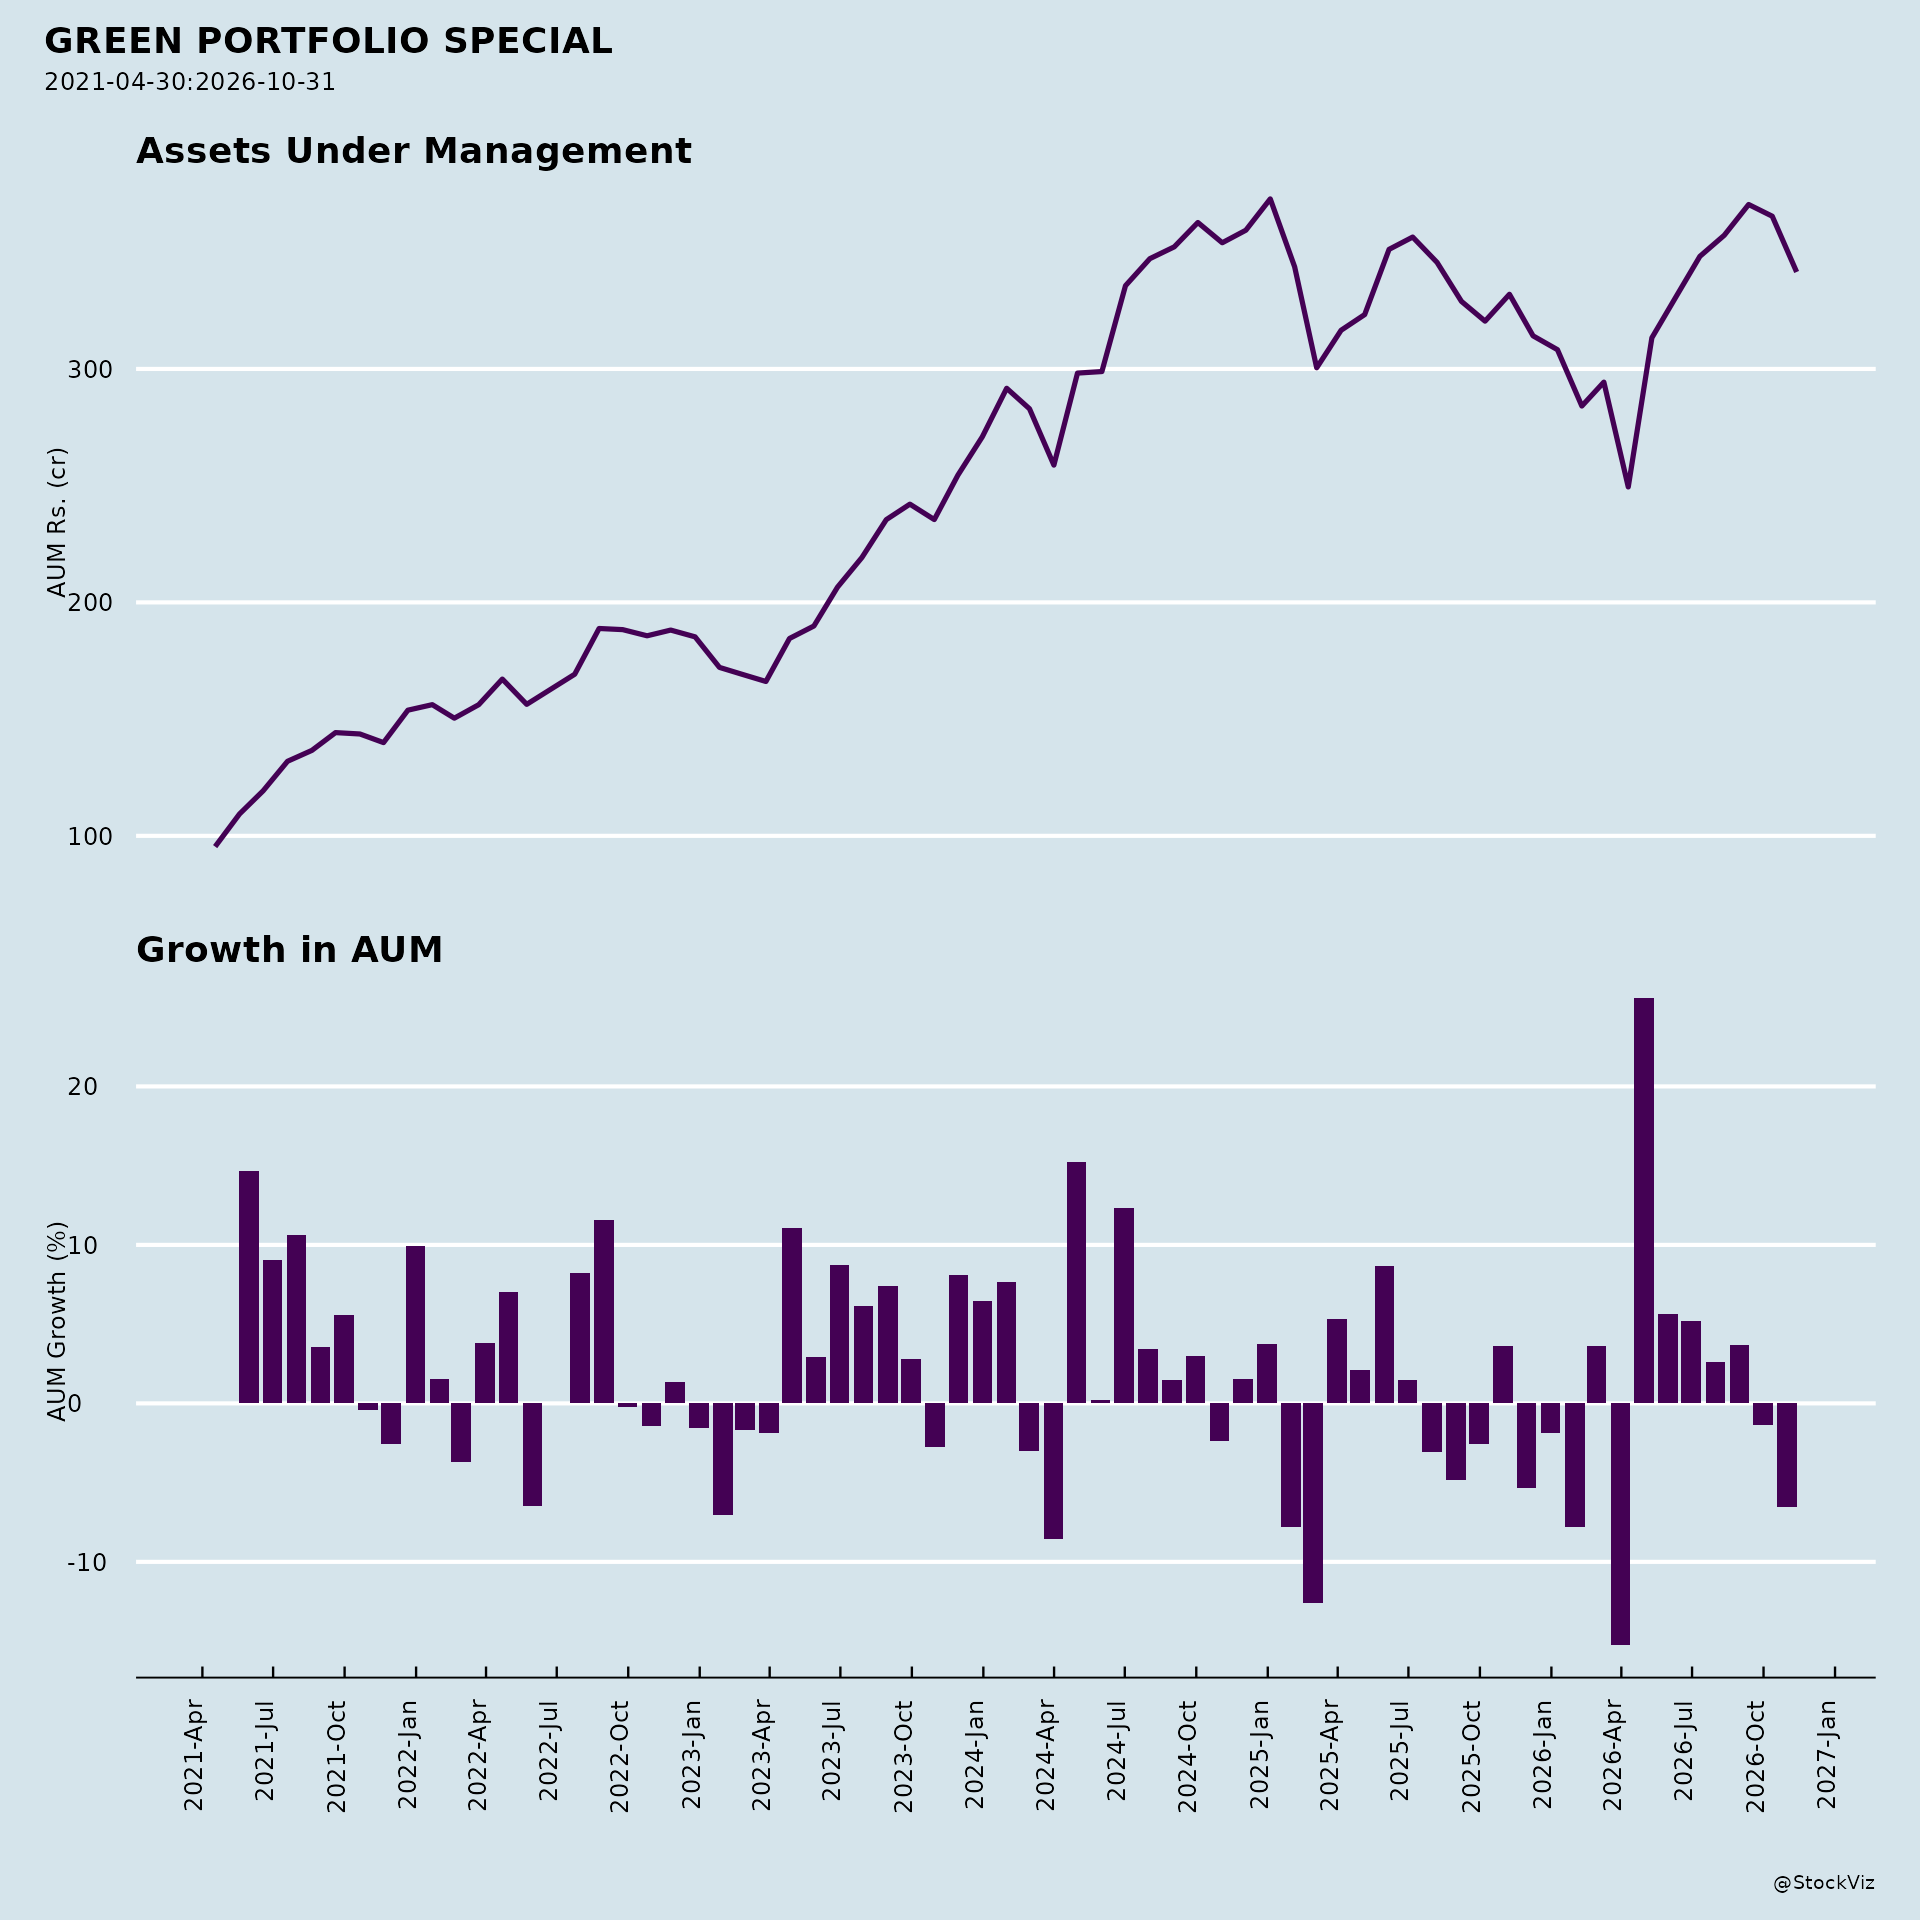 GREEN PORTFOLIO SPECIAL
2021-04-30:2026-10-31
Assets Under Management
AUM Rs. (cr)
300
200
100
Growth in AUM
AUM Growth (%)
20
10
0
-10
2021-Apr
2021-Jul
2021-Oct
2022-Jan
2022-Apr
2022-Jul
2022-Oct
2023-Jan
2023-Apr
2023-Jul
2023-Oct
2024-Jan
2024-Apr
2024-Jul
2024-Oct
2025-Jan
2025-Apr
2025-Jul
2025-Oct
2026-Jan
2026-Apr
2026-Jul
2026-Oct
2027-Jan
@StockViz